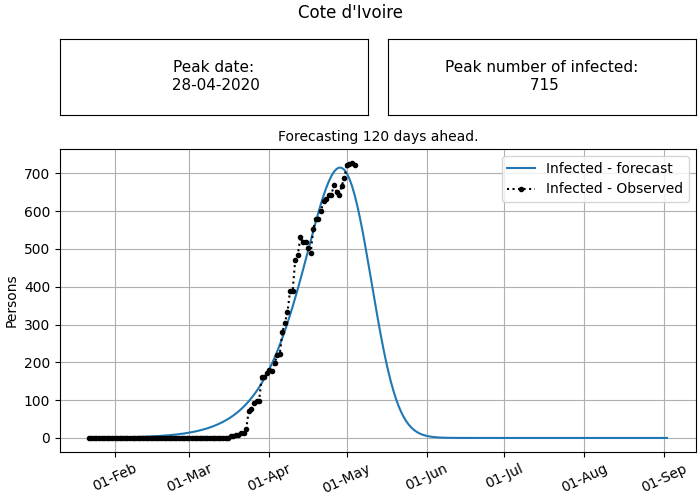 Cote d'Ivoire
Peak date:
28-04-2020
Peak number of infected:
715
Forecasting 120 days ahead.
Infected - forecast
Infected - Observed
Persons
700
600
500
400
300
200
100
0
01-Feb
01-Mar
01-Apr
01-May
01-Jun
01-Jul
01-Aug
01-Sep